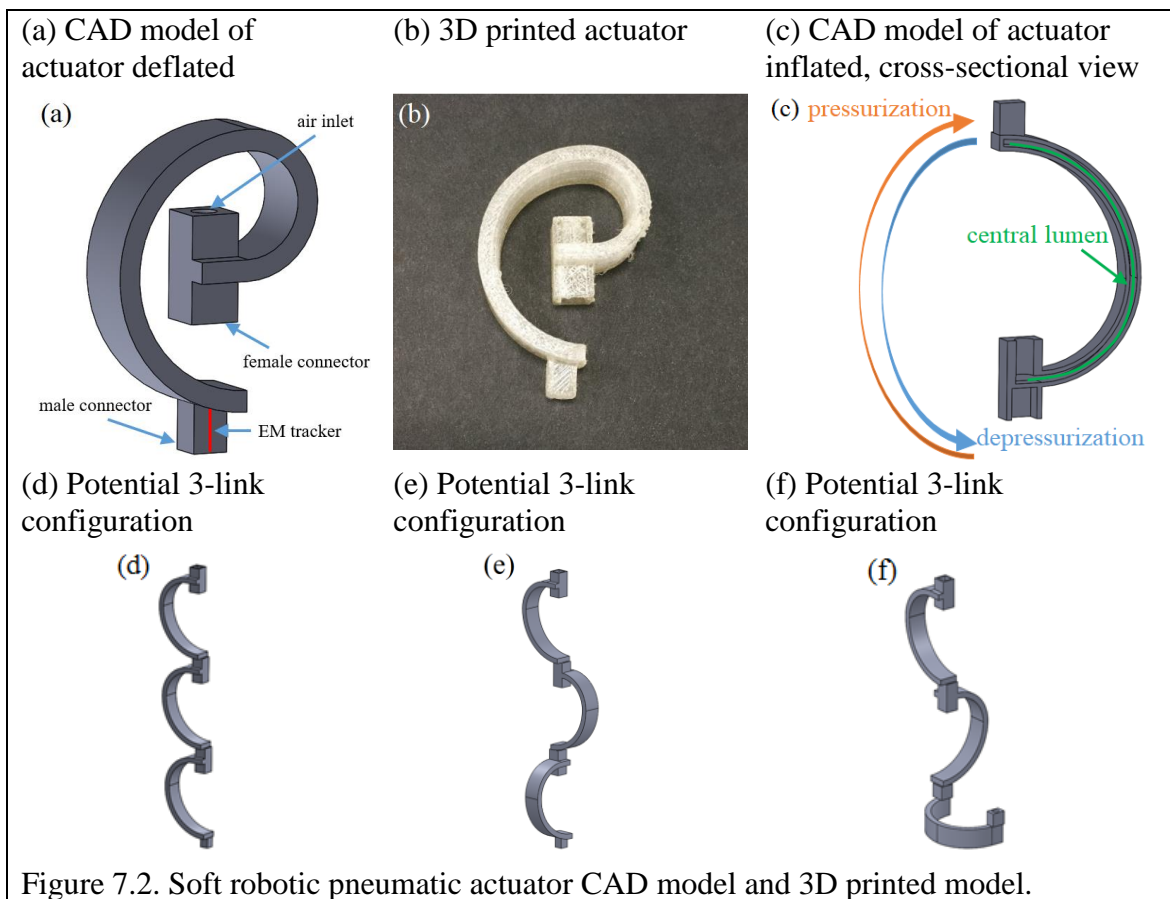 (a) CAD model of
actuator deflated
(b) 3D printed actuator
(c) CAD model of actuator
inflated, cross-sectional view
(a)
air inlet
female connector
male connector
EM tracker
(b)
(c)
pressurization
central lumen
depressurization
(d) Potential 3-link
configuration
(e) Potential 3-link
configuration
(f) Potential 3-link
configuration
(d)
(e)
(f)
Figure 7.2. Soft robotic pneumatic actuator CAD model and 3D printed model.